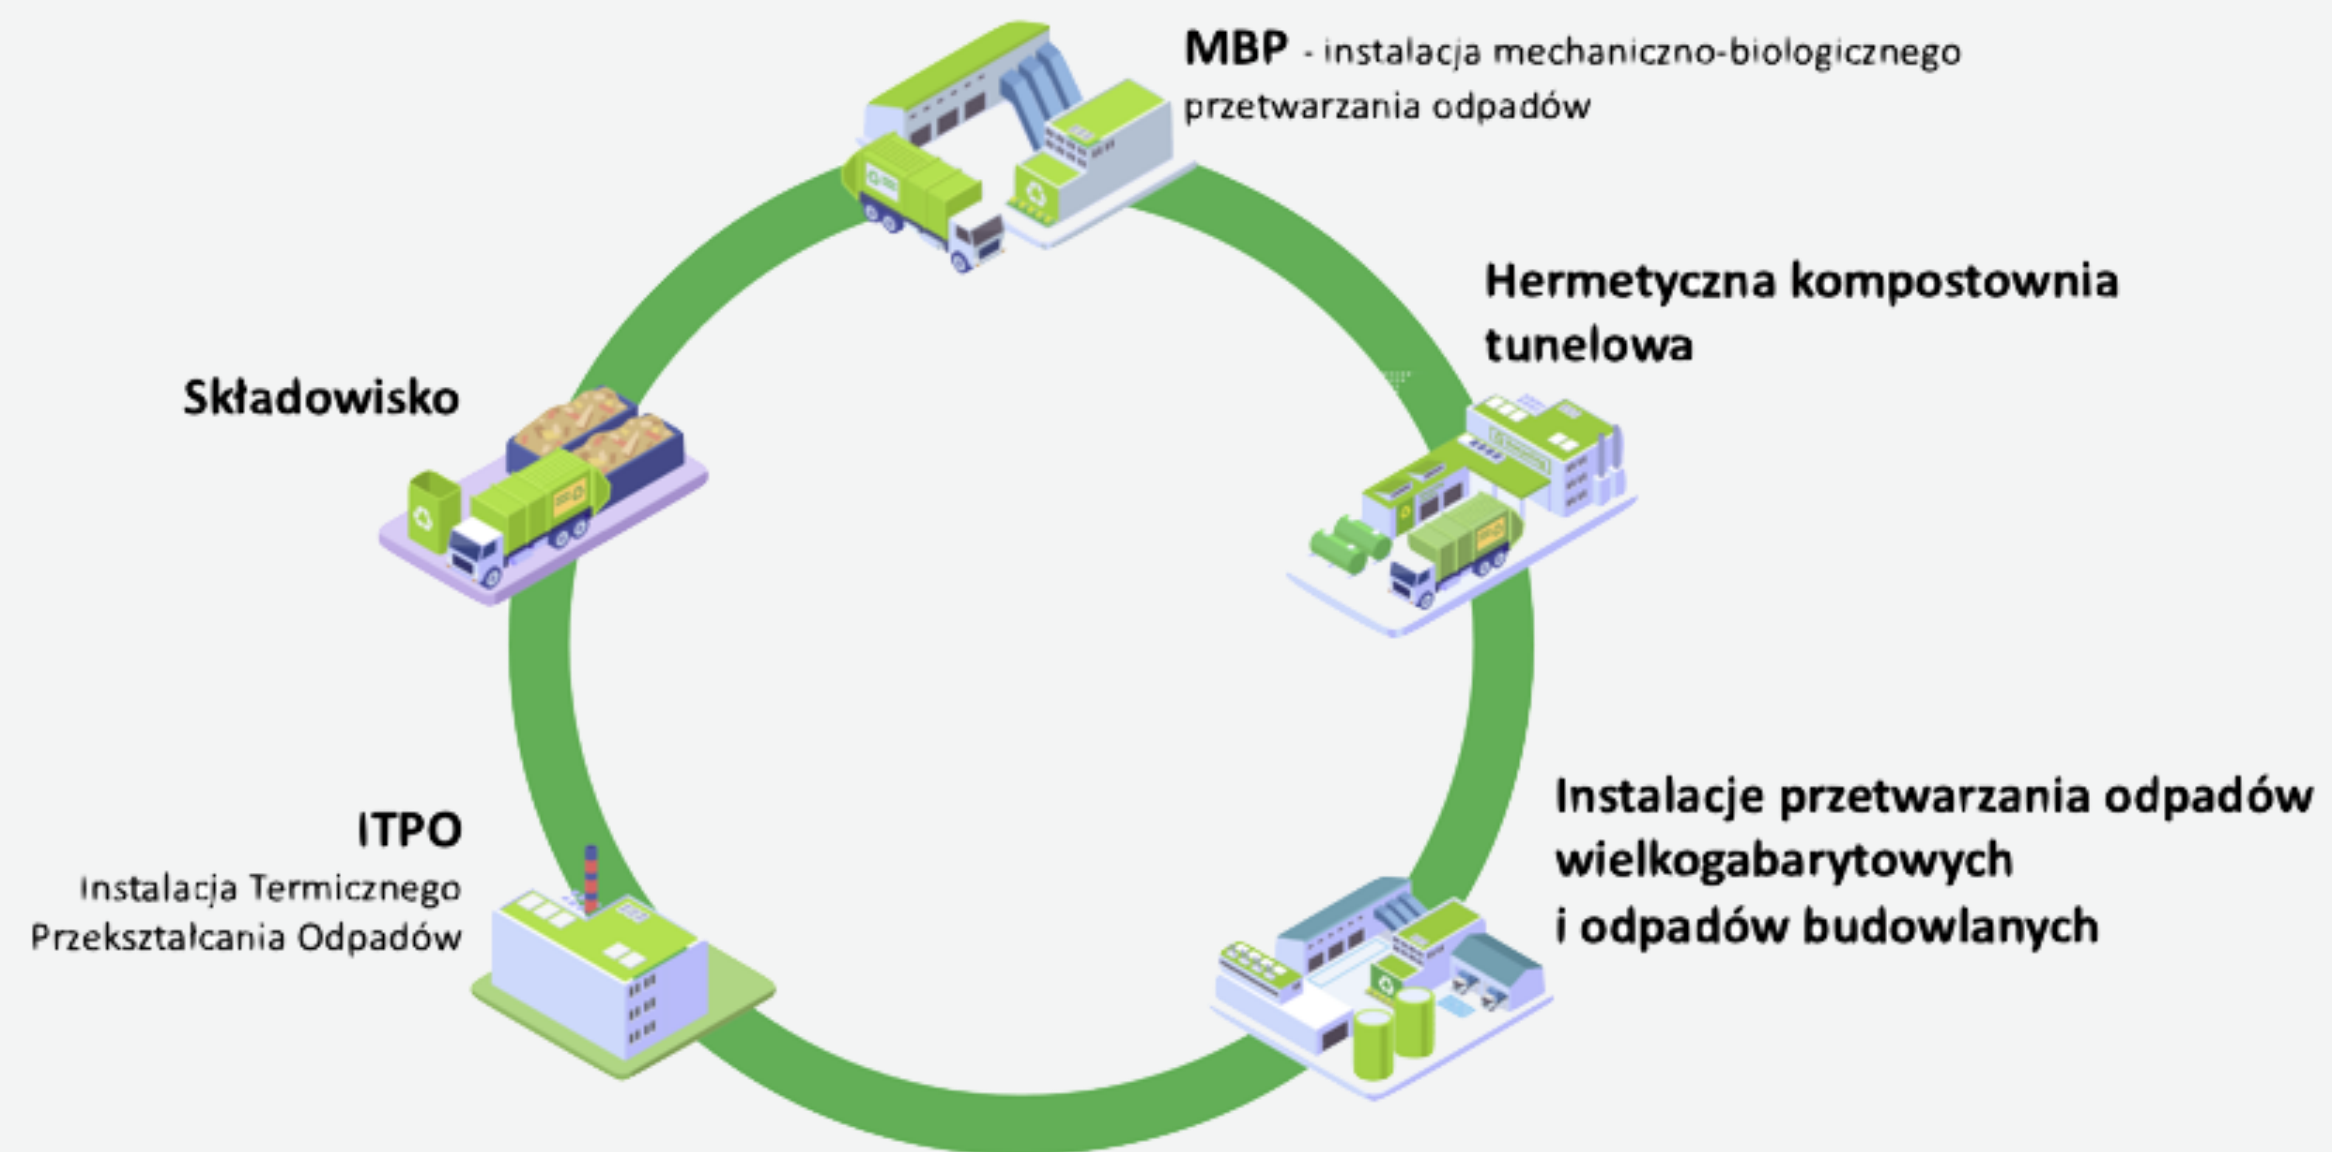 MBP - instalacja mechaniczno-biologicznego
przetwarzania odpadów
Hermetyczna kompostownia
tunelowa
Składowisko
Instalacje przetwarzania odpadów
wielkogabarytowych
i odpadów budowlanych
ITPO
Instalacja Termicznego
Przekształcania Odpadów